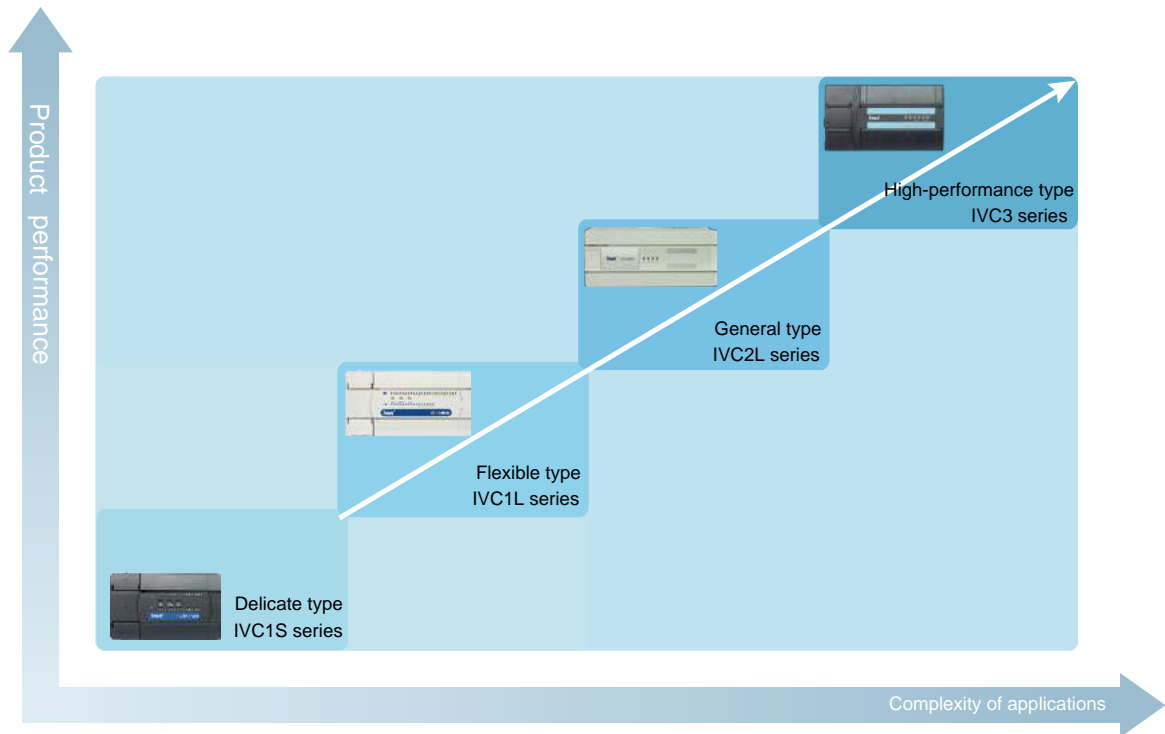 Product performance
High-performance type
IVC3 series
General type
IVC2L series
Flexible type
IVC1L series
Delicate type
IVC1S series
Complexity of applications